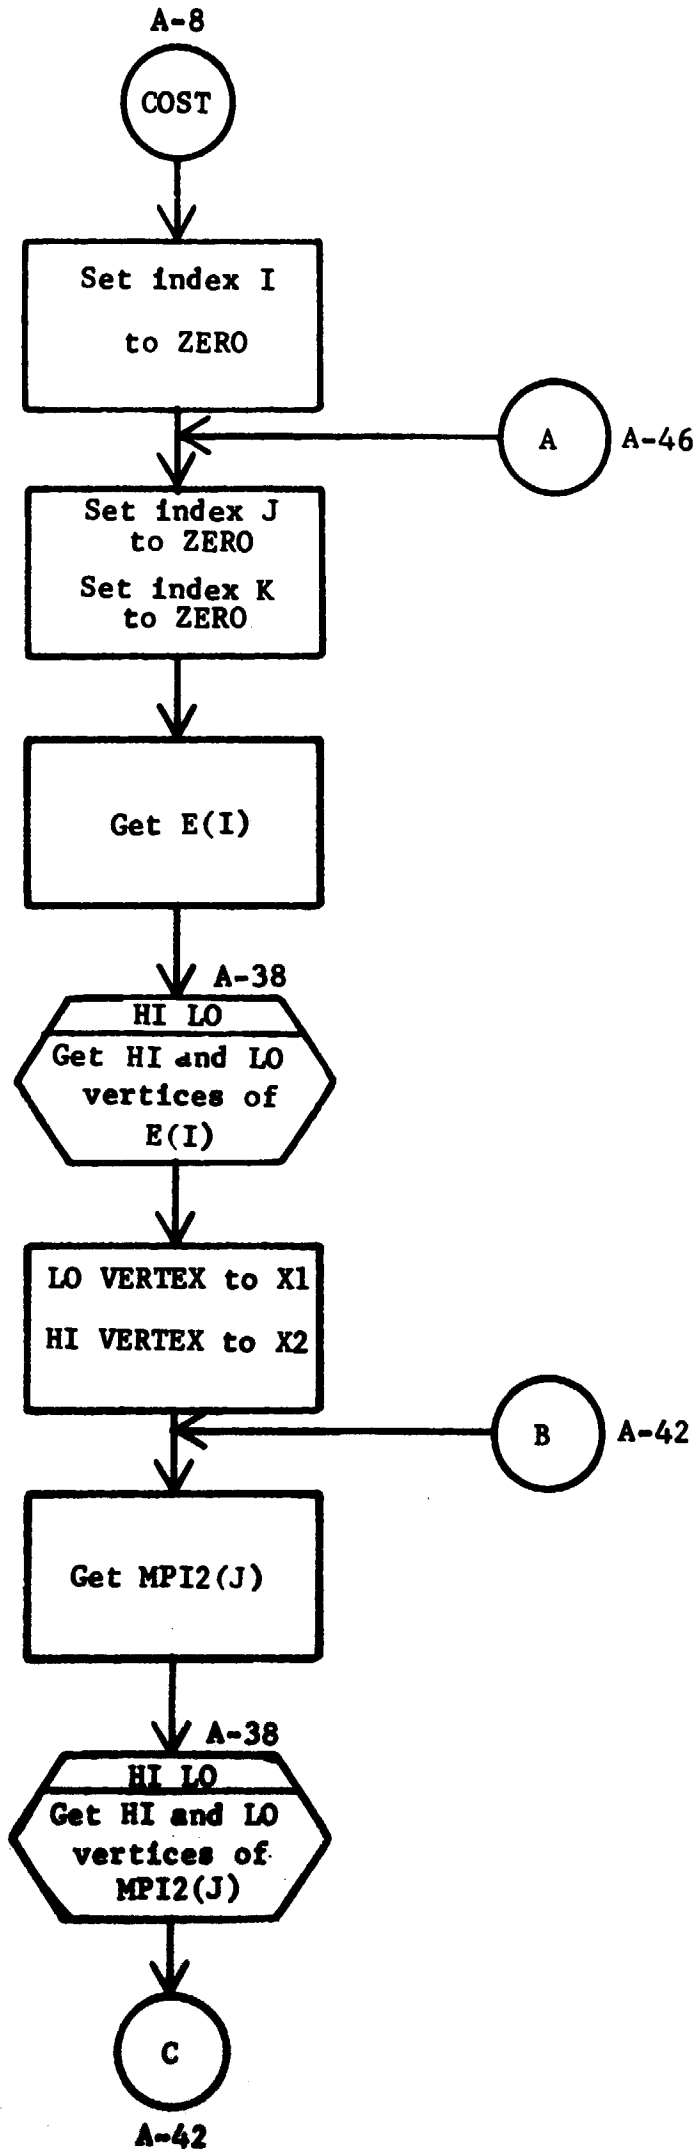 A-8
COST
Set index I
to ZERO
A
A-46
Set index J
to ZERO
Set index K
to ZERO
Get E(I)
A-38
HI LO
Get HI and LO
vertices of
E(I)
LO VERTEX to X1
HI VERTEX to X2
B
A-42
Get MPI2(J)
A-38
HI LO
Get HI and LO
vertices of
MPI2(J)
C
A-42